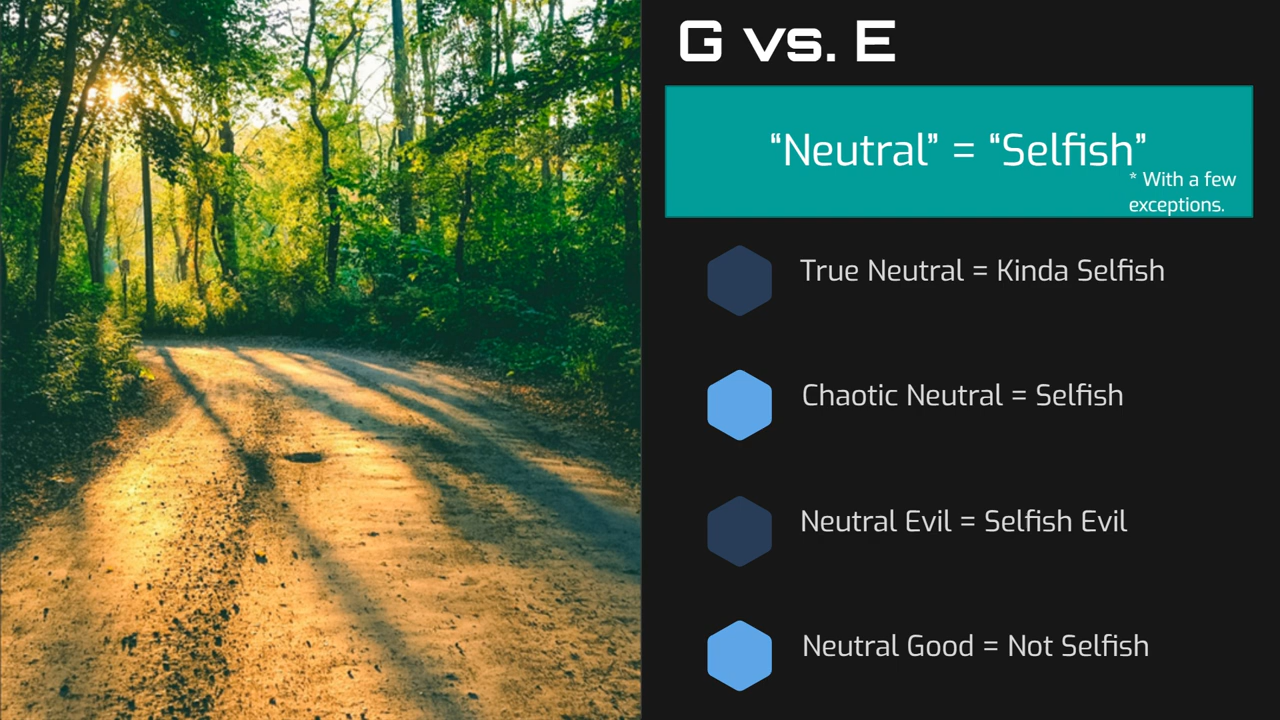 G vs. E
“Neutral” = “Selfish”
* With a few
exceptions.
True Neutral = Kinda Selfish
Chaotic Neutral = Selfish
Neutral Evil = Selfish Evil
Neutral Good = Not Selfish